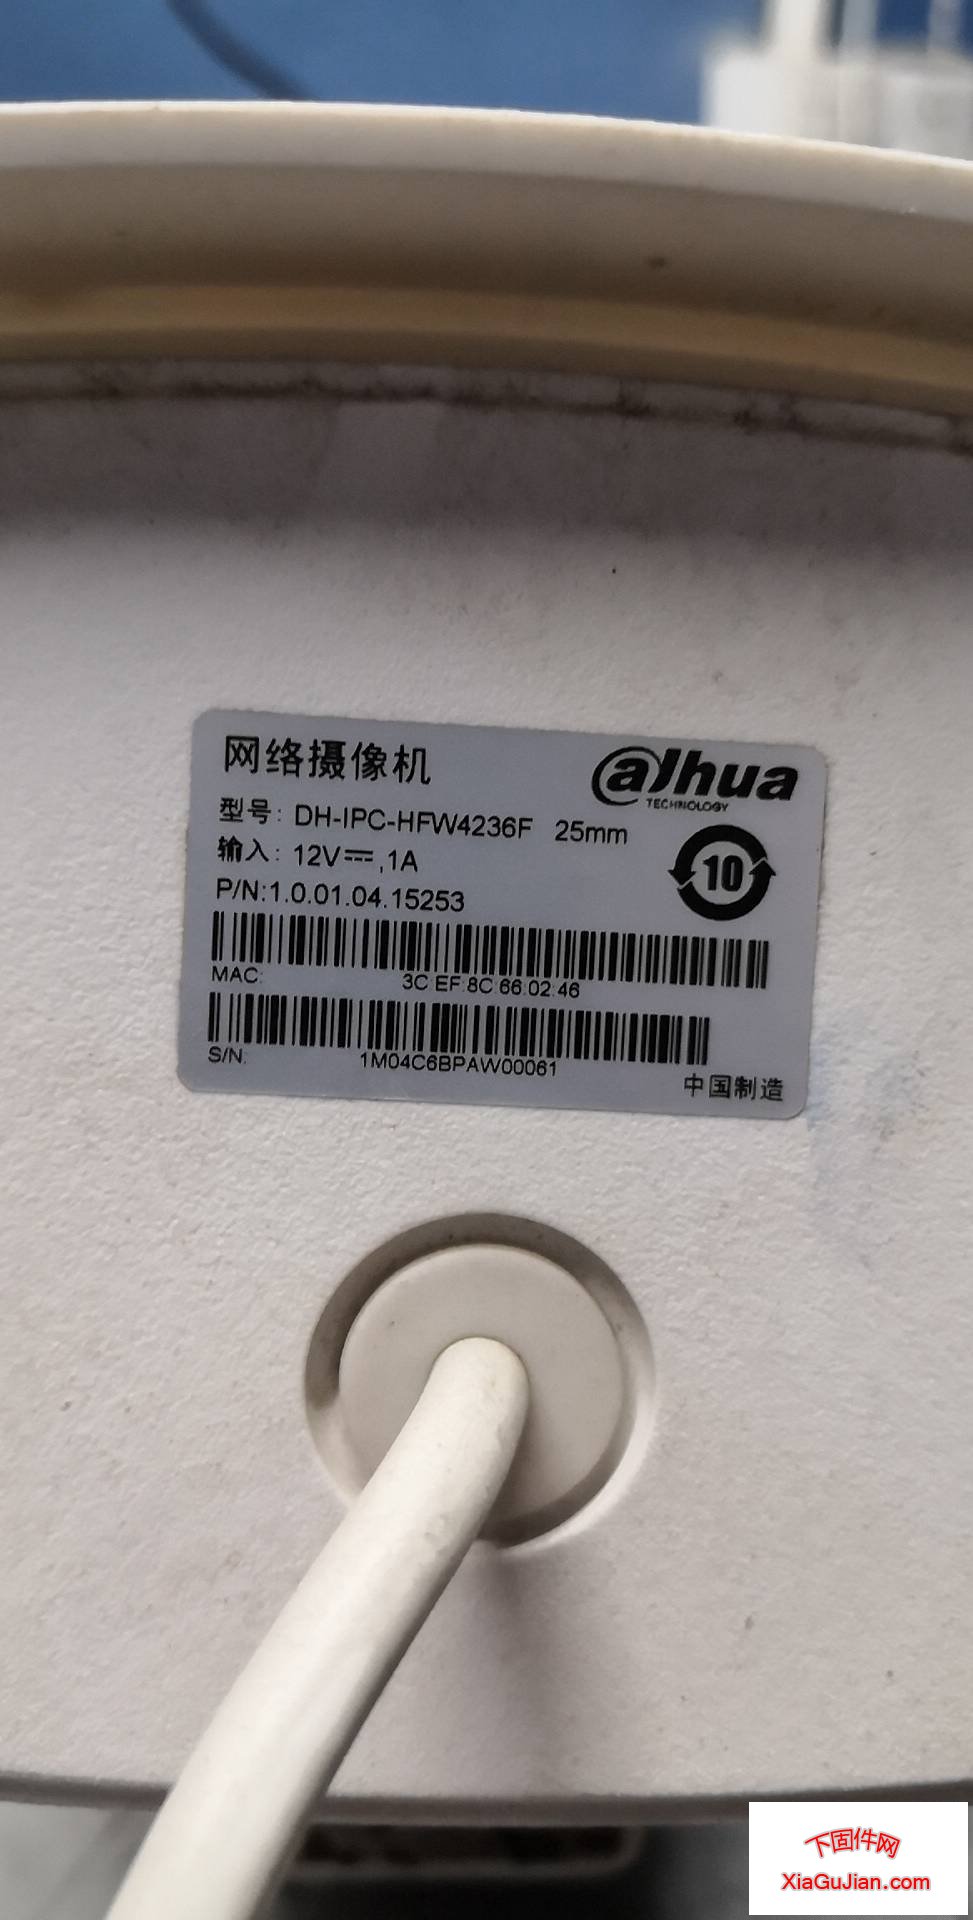 网络摄像机
alhua
TECHNOLOGY
型号: DH-IPC-HFW4236F 25mm
输入: 12V⎓,1A
10
P/N:1.0.01.04.15253
MAC: 3C:EF:8C:66:02:46
S/N: 1M04C6BPAW00061
中国制造
下固件网
XiaGuJian.com